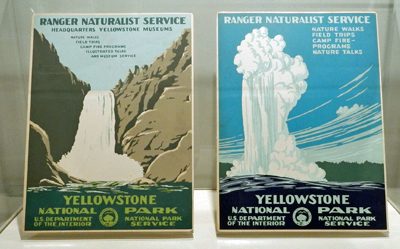 RANGER NATURALIST SERVICE
HEADQUARTERS YELLOWSTONE MUSEUMS
NATURE WALKS
FIELD TRIPS
CAMP FIRE PROGRAMS
ILLUSTRATED TALKS
AND MUSEUM SERVICE
YELLOWSTONE
NATIONAL PARK
U.S. DEPARTMENT
OF THE INTERIOR
NATIONAL PARK
SERVICE
RANGER NATURALIST SERVICE
NATURE WALKS
FIELD TRIPS
CAMP FIRE-
PROGRAMS
NATURE TALKS
YELLOWSTONE
NATIONAL PARK
U.S. DEPARTMENT
OF THE INTERIOR
NATIONAL PARK
SERVICE